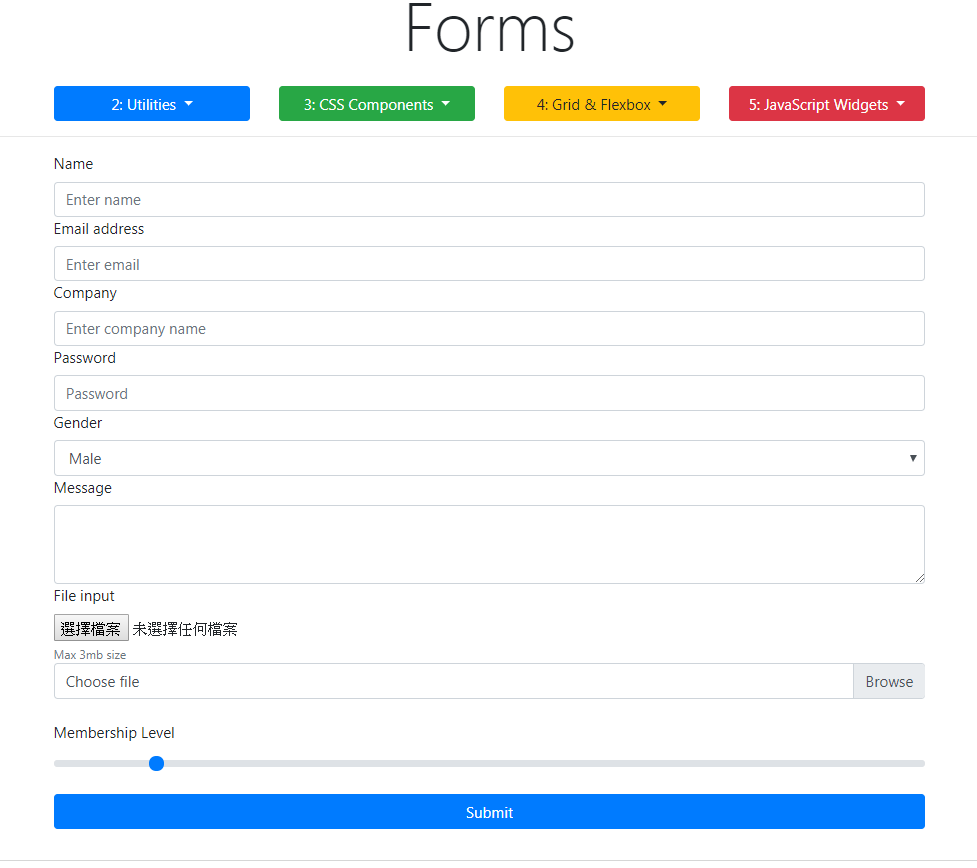 Forms
2: Utilities 3: CSS Components 4: Grid & Flexbox 5: JavaScript Widgets
Name
Enter name
Email address
Enter email
Company
Enter company name
Password
Password
Gender
Male
Message
File input
選擇檔案 未選擇任何檔案
Max 3mb size
Choose file Browse
Membership Level
Submit